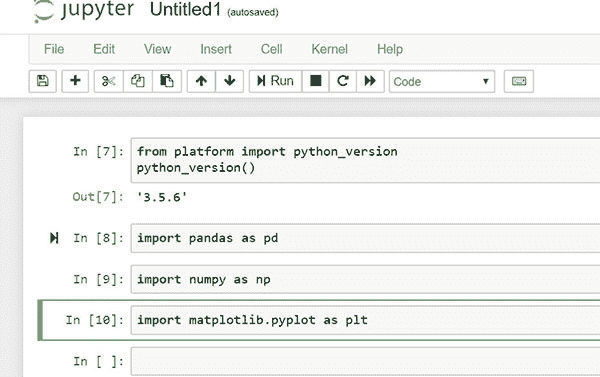 jupyter Untitled1 (autosaved)
File Edit View Insert Cell Kernel Help
Run Code
In [7]: from platform import python_version
python_version()
Out[7]: '3.5.6'
In [8]: import pandas as pd
In [9]: import numpy as np
In [10]: import matplotlib.pyplot as plt
In [ ]: